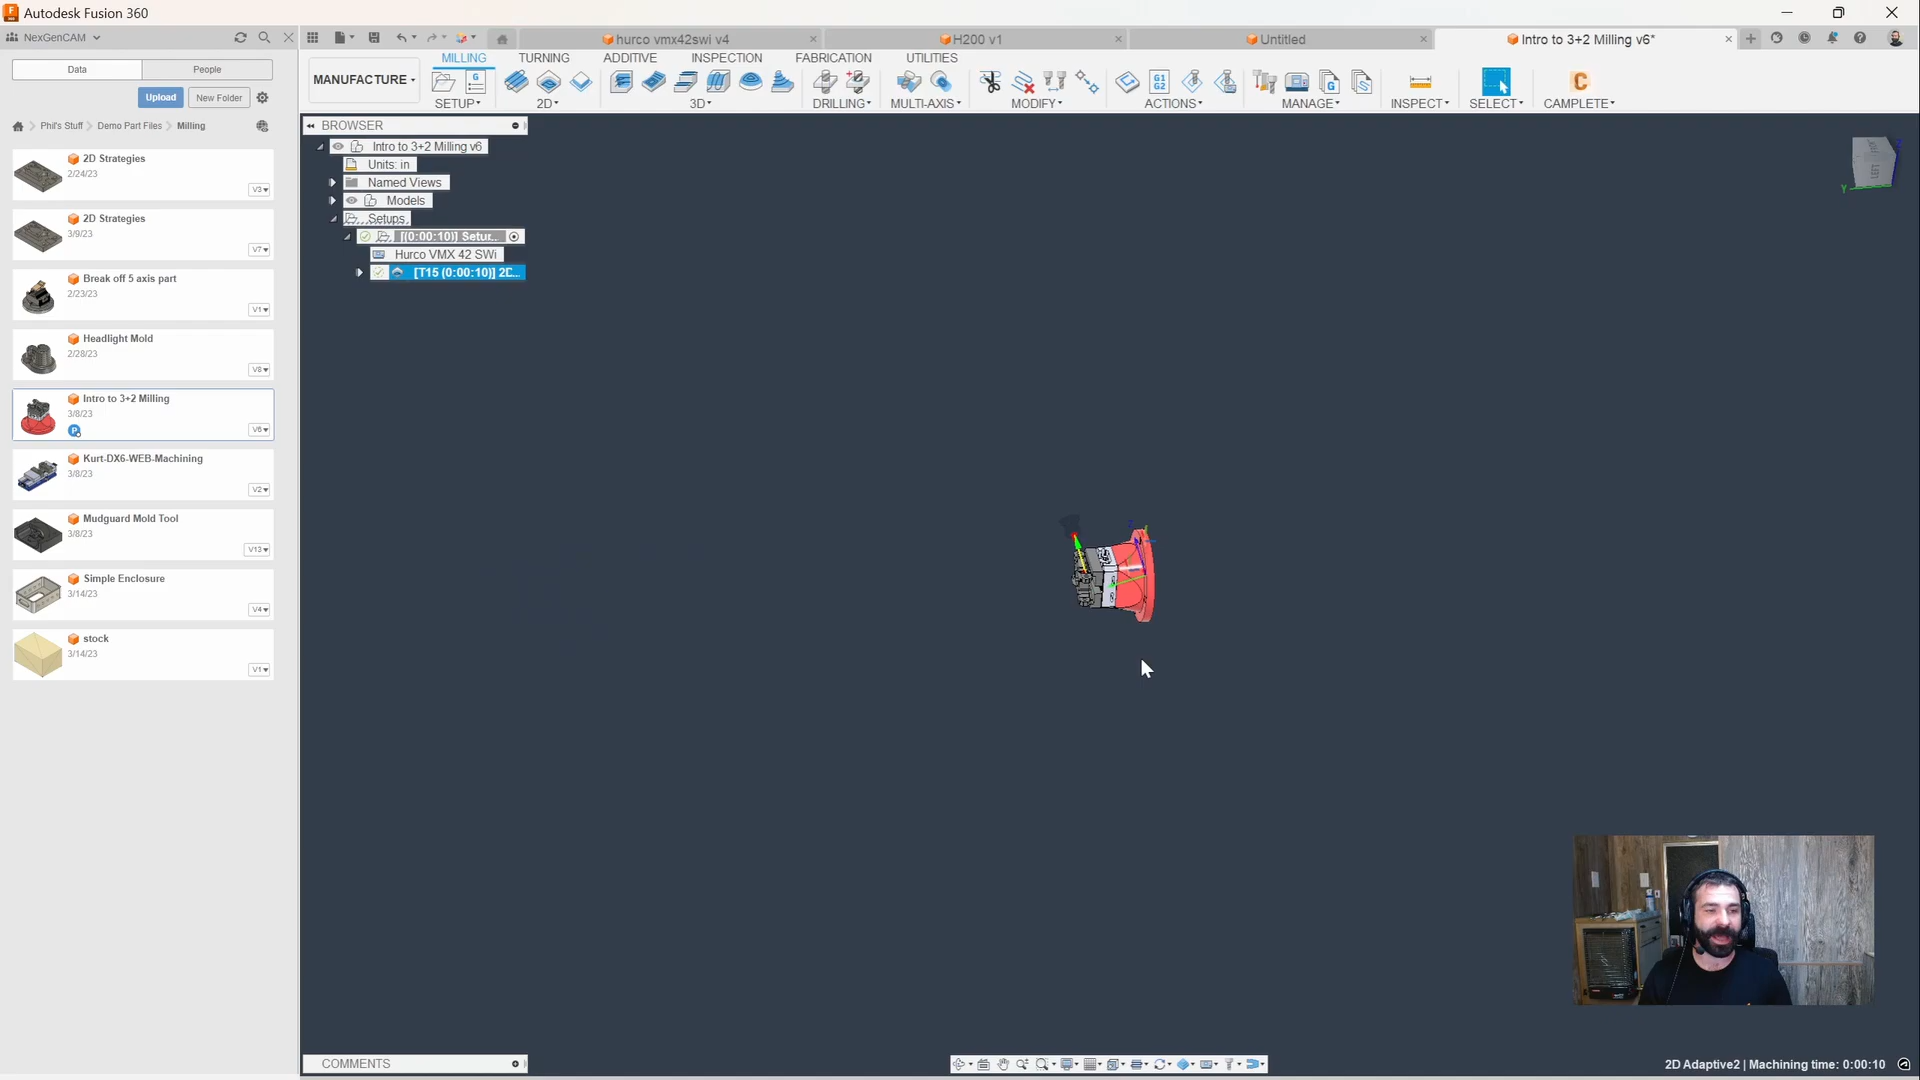 Autodesk Fusion 360
NexGenCAM
hurco vmx42swi v4
H200 v1
Untitled
Intro to 3+2 Milling v6*
Data
People
Upload
New Folder
Phil's Stuff
Demo Part Files
Milling
2D Strategies
2/24/23
V3
2D Strategies
3/9/23
V7
Break off 5 axis part
2/23/23
V1
Headlight Mold
2/28/23
V8
Intro to 3+2 Milling
3/8/23
V6
Kurt-DX6-WEB-Machining
3/8/23
V2
Mudguard Mold Tool
3/8/23
V13
Simple Enclosure
3/14/23
V4
stock
3/14/23
V1
MILLING
TURNING
ADDITIVE
INSPECTION
FABRICATION
UTILITIES
MANUFACTURE
SETUP
2D
3D
DRILLING
MULTI-AXIS
MODIFY
ACTIONS
MANAGE
INSPECT
SELECT
CAMPLETE
G1
G2
BROWSER
Intro to 3+2 Milling v6
Units: in
Named Views
Models
Setups
[(0:00:10)] Setur...
Hurco VMX 42 SWi
[T15 (0:00:10)] 2D...
LEFT
Y
COMMENTS
2D Adaptive2 | Machining time: 0:00:10